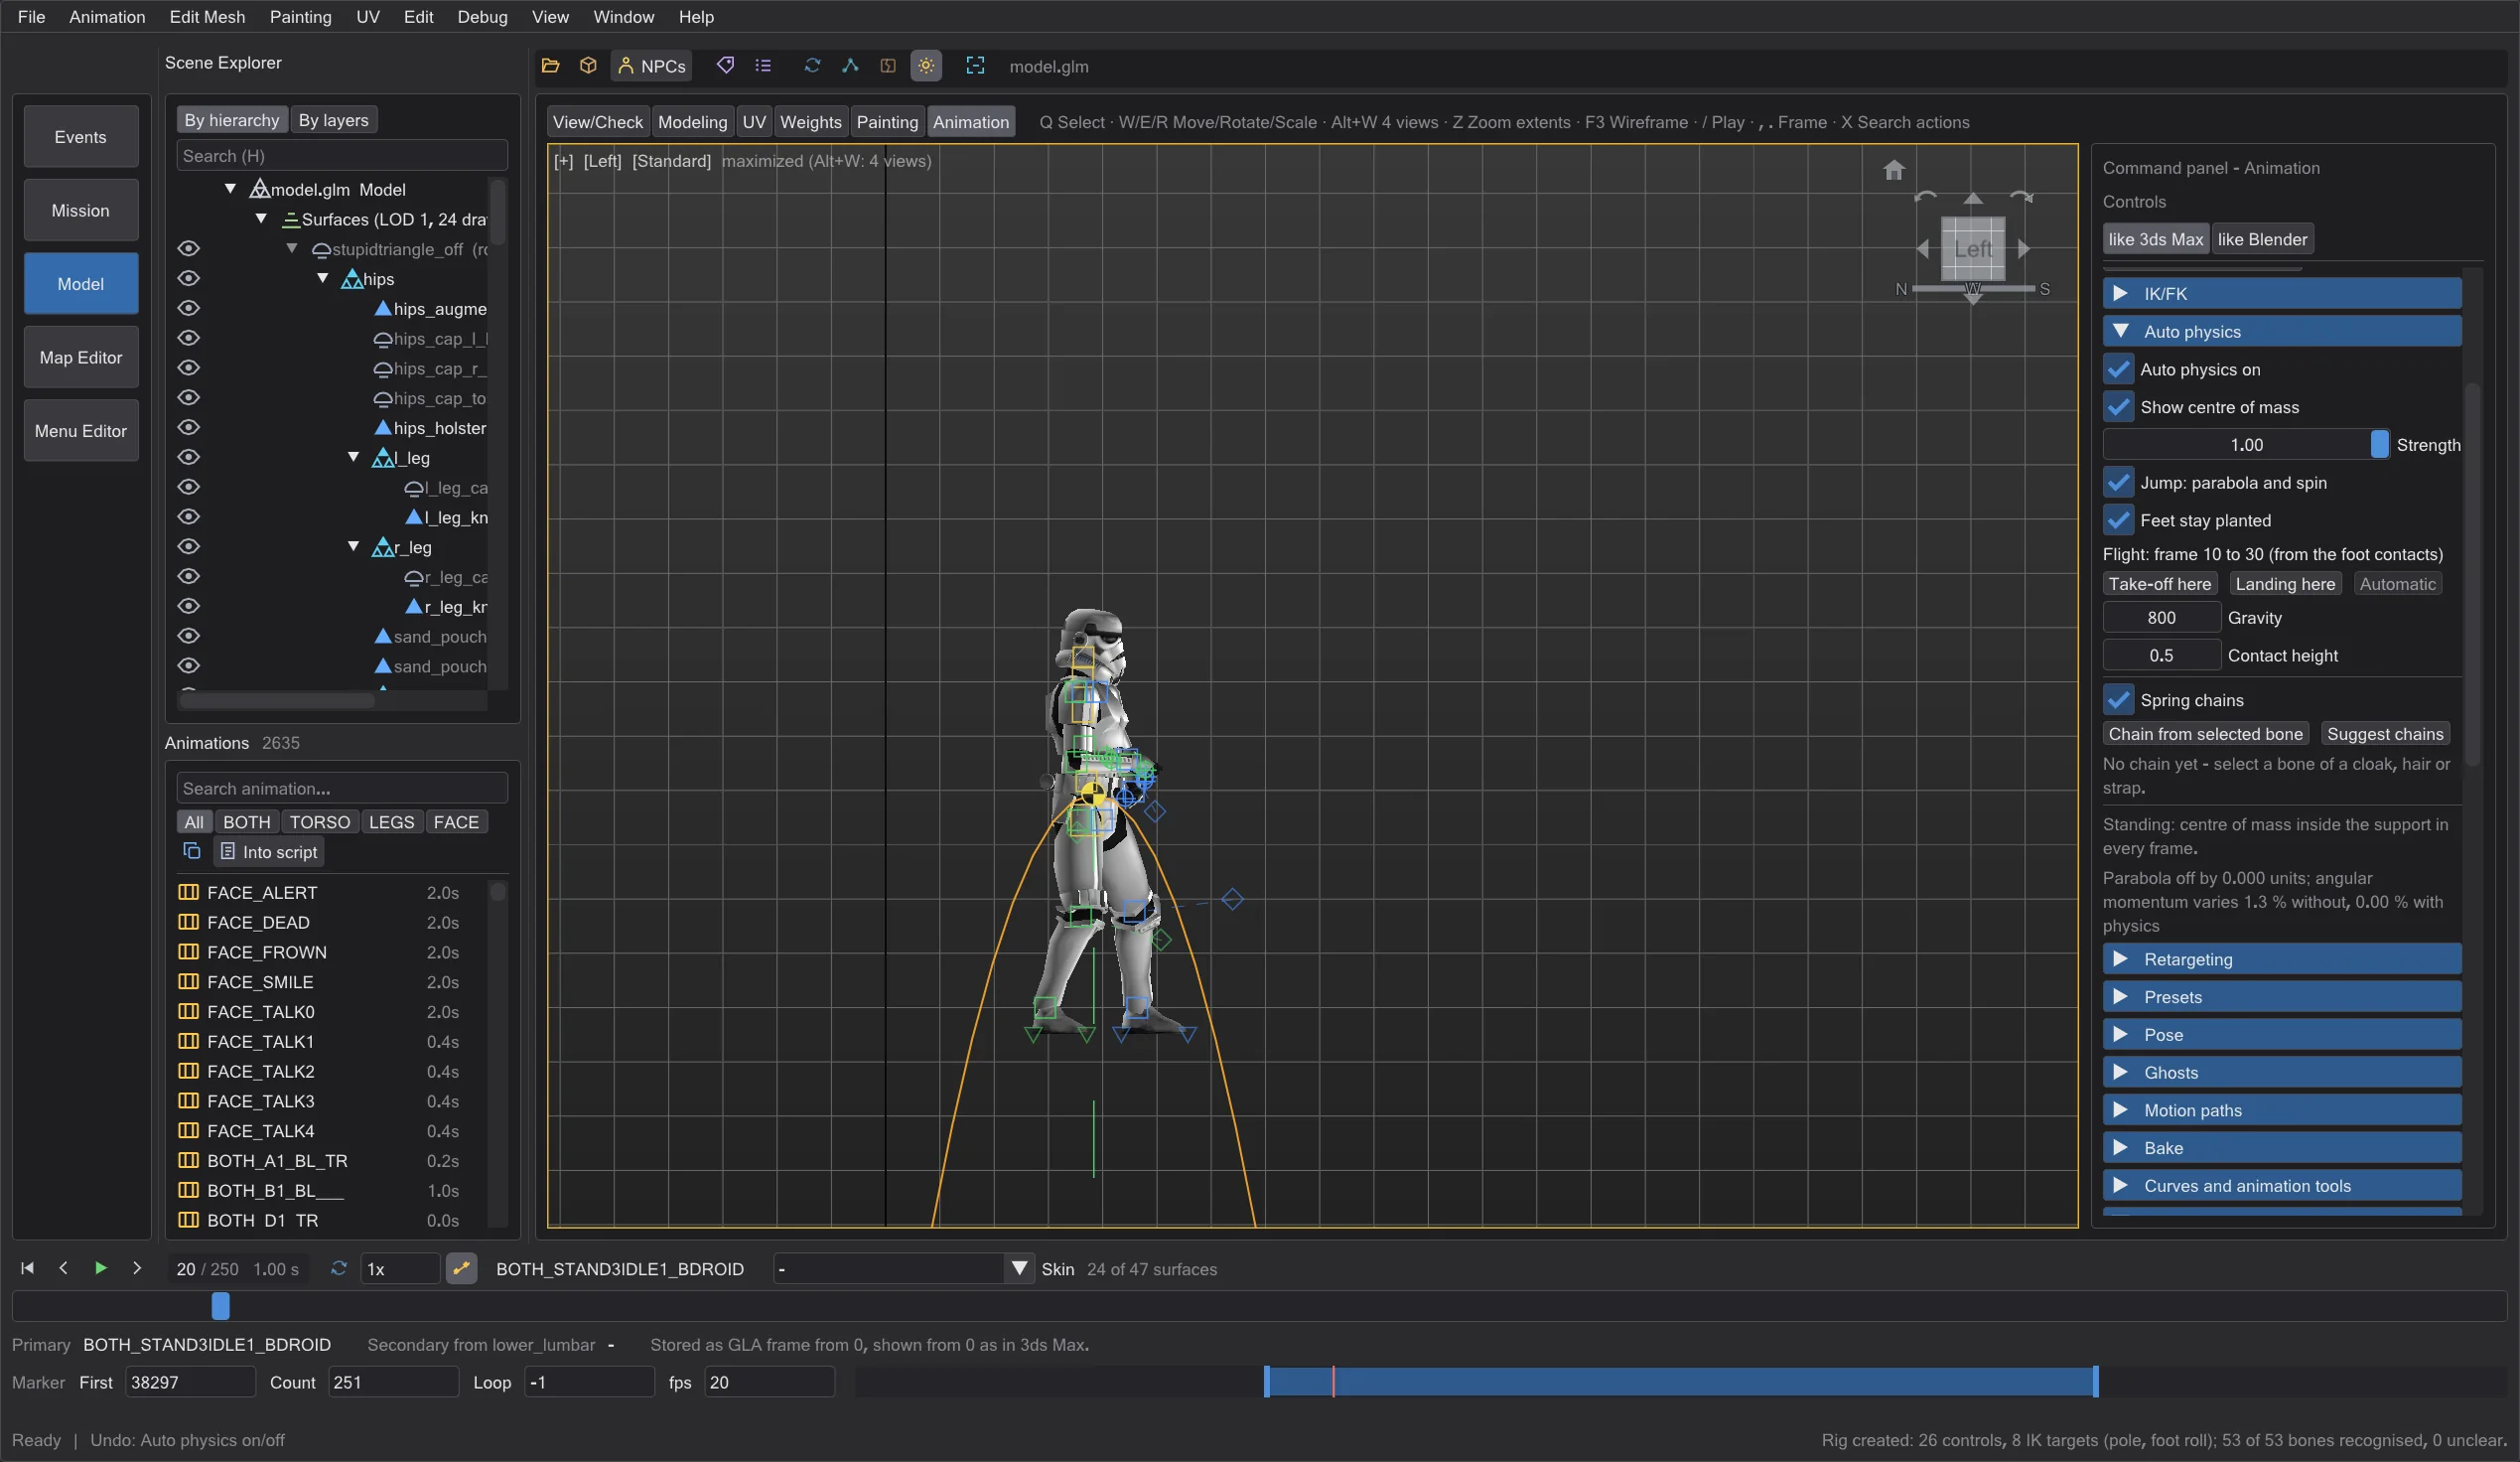 File Animation Edit Mesh Painting UV Edit Debug View Window Help
Scene Explorer
NPCs model.glm
Events
Mission
Model
Map Editor
Menu Editor
By hierarchy By layers
Search (H)
model.glm Model
Surfaces (LOD 1, 24 dra
stupidtriangle_off (ro
hips
hips_augme
hips_cap_l_l
hips_cap_r_
hips_cap_to
hips_holster
l_leg
l_leg_ca
l_leg_kn
r_leg
r_leg_ca
r_leg_kn
sand_pouch
sand_pouch
Animations 2635
Search animation...
All BOTH TORSO LEGS FACE
Into script
FACE_ALERT 2.0s
FACE_DEAD 2.0s
FACE_FROWN 2.0s
FACE_SMILE 2.0s
FACE_TALK0 2.0s
FACE_TALK1 0.4s
FACE_TALK2 0.4s
FACE_TALK3 0.4s
FACE_TALK4 0.4s
BOTH_A1_BL_TR 0.2s
BOTH_B1_BL___ 1.0s
BOTH_D1_TR 0.0s
View/Check Modeling UV Weights Painting Animation Q Select · W/E/R Move/Rotate/Scale · Alt+W 4 views · Z Zoom extents · F3 Wireframe · / Play · , . Frame · X Search actions
[+] [Left] [Standard] maximized (Alt+W: 4 views)
Left
N W S
Command panel - Animation
Controls
like 3ds Max like Blender
IK/FK
Auto physics
Auto physics on
Show centre of mass
1.00 Strength
Jump: parabola and spin
Feet stay planted
Flight: frame 10 to 30 (from the foot contacts)
Take-off here Landing here Automatic
800 Gravity
0.5 Contact height
Spring chains
Chain from selected bone Suggest chains
No chain yet - select a bone of a cloak, hair or
strap.
Standing: centre of mass inside the support in
every frame.
Parabola off by 0.000 units; angular
momentum varies 1.3 % without, 0.00 % with
physics
Retargeting
Presets
Pose
Ghosts
Motion paths
Bake
Curves and animation tools
20 / 250 1.00 s 1x BOTH_STAND3IDLE1_BDROID - Skin 24 of 47 surfaces
Primary BOTH_STAND3IDLE1_BDROID Secondary from lower_lumbar - Stored as GLA frame from 0, shown from 0 as in 3ds Max.
Marker First 38297 Count 251 Loop -1 fps 20
Ready | Undo: Auto physics on/off
Rig created: 26 controls, 8 IK targets (pole, foot roll); 53 of 53 bones recognised, 0 unclear.